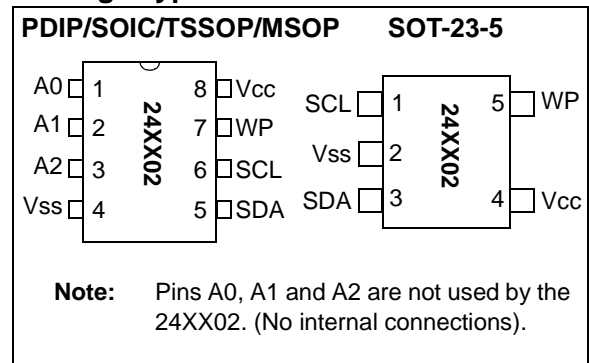 PDIP/SOIC/TSSOP/MSOP SOT-23-5
A0 1 8 Vcc
A1 2 7 WP
A2 3 6 SCL
Vss 4 5 SDA
24XX02
SCL 1 5 WP
Vss 2
SDA 3 4 Vcc
24XX02
Note: Pins A0, A1 and A2 are not used by the
24XX02. (No internal connections).